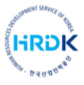 HUMAN RESOURCES DEVELOPMENT SERVICE OF KOREA
HRDK
한국산업인력공단